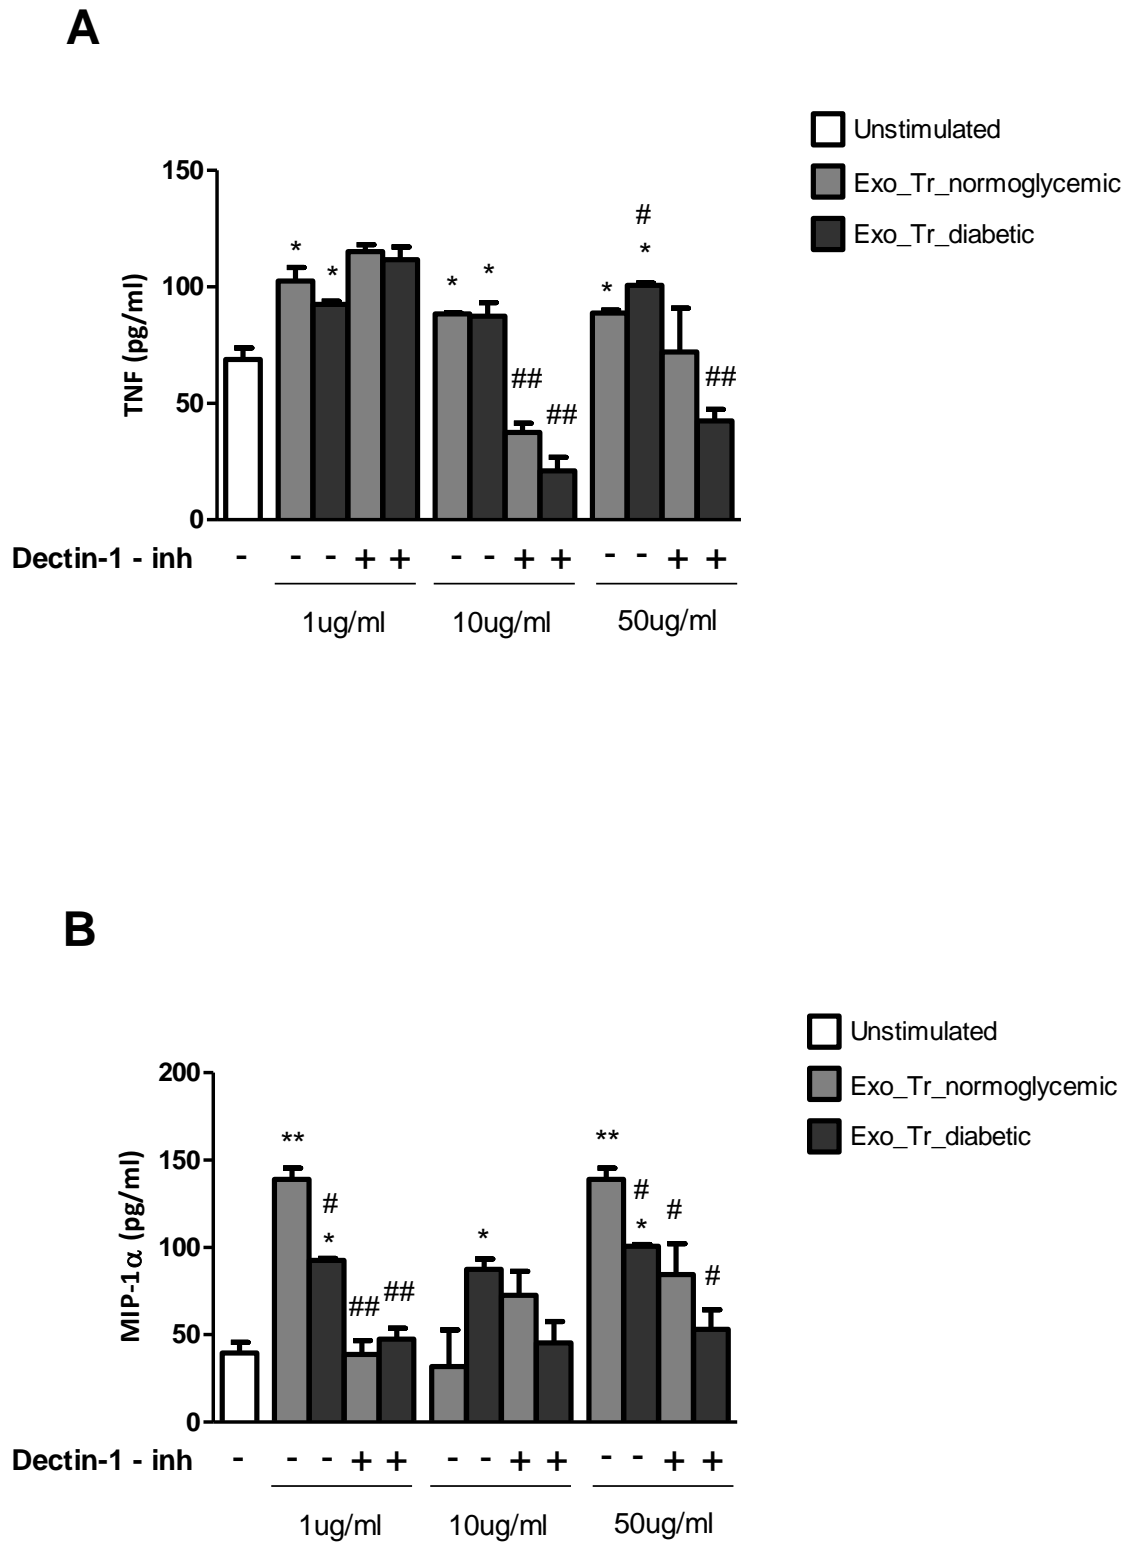 A
Unstimulated
Exo_Tr_normoglycemic
Exo_Tr_diabetic
TNF (pg/ml)
150
100
50
0
* * * * * # *
## ## ##
Dectin-1 - inh - - - + + - - + + - - + +
1ug/ml 10ug/ml 50ug/ml
B
Unstimulated
Exo_Tr_normoglycemic
Exo_Tr_diabetic
MIP-1α (pg/ml)
200
150
100
50
0
** # * ## ## * ** # * # #
Dectin-1 - inh - - - + + - - + + - - + +
1ug/ml 10ug/ml 50ug/ml